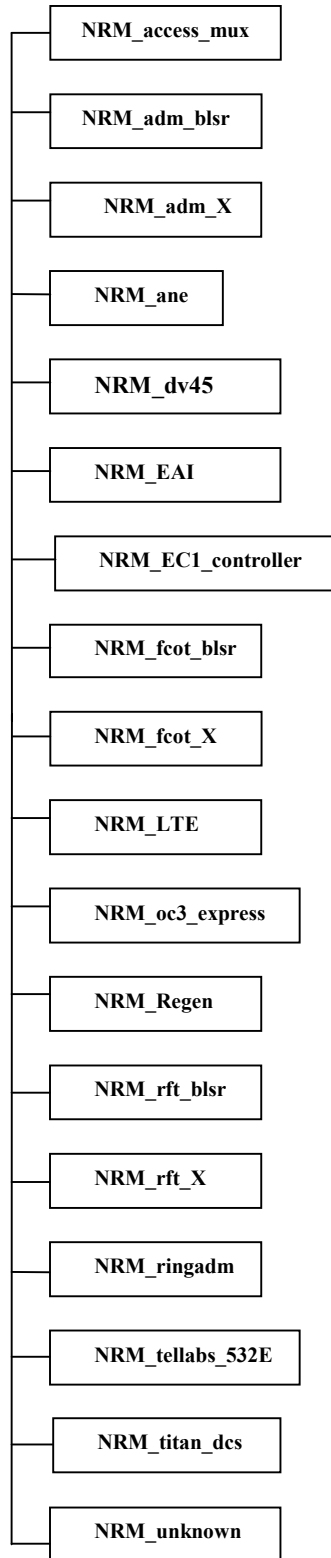 NRM_access_mux
NRM_adm_blsr
NRM_adm_X
NRM_ane
NRM_dv45
NRM_EAI
NRM_EC1_controller
NRM_fcot_blsr
NRM_fcot_X
NRM_LTE
NRM_oc3_express
NRM_Regen
NRM_rft_blsr
NRM_rft_X
NRM_ringadm
NRM_tellabs_532E
NRM_titan_dcs
NRM_unknown